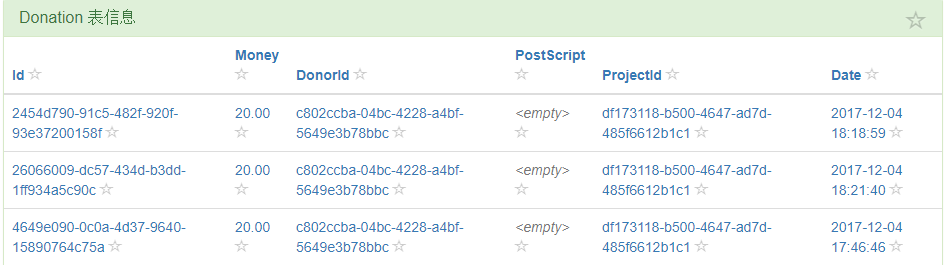 Donation 表信息
Id Money DonorId PostScript ProjectId Date
2454d790-91c5-482f-920f-93e37200158f 20.00 c802ccba-04bc-4228-a4bf-5649e3b78bbc <empty> df173118-b500-4647-ad7d-485f6612b1c1 2017-12-04 18:18:59
26066009-dc57-434d-b3dd-1ff934a5c90c 20.00 c802ccba-04bc-4228-a4bf-5649e3b78bbc <empty> df173118-b500-4647-ad7d-485f6612b1c1 2017-12-04 18:21:40
4649e090-0c0a-4d37-9640-15890764c75a 20.00 c802ccba-04bc-4228-a4bf-5649e3b78bbc <empty> df173118-b500-4647-ad7d-485f6612b1c1 2017-12-04 17:46:46